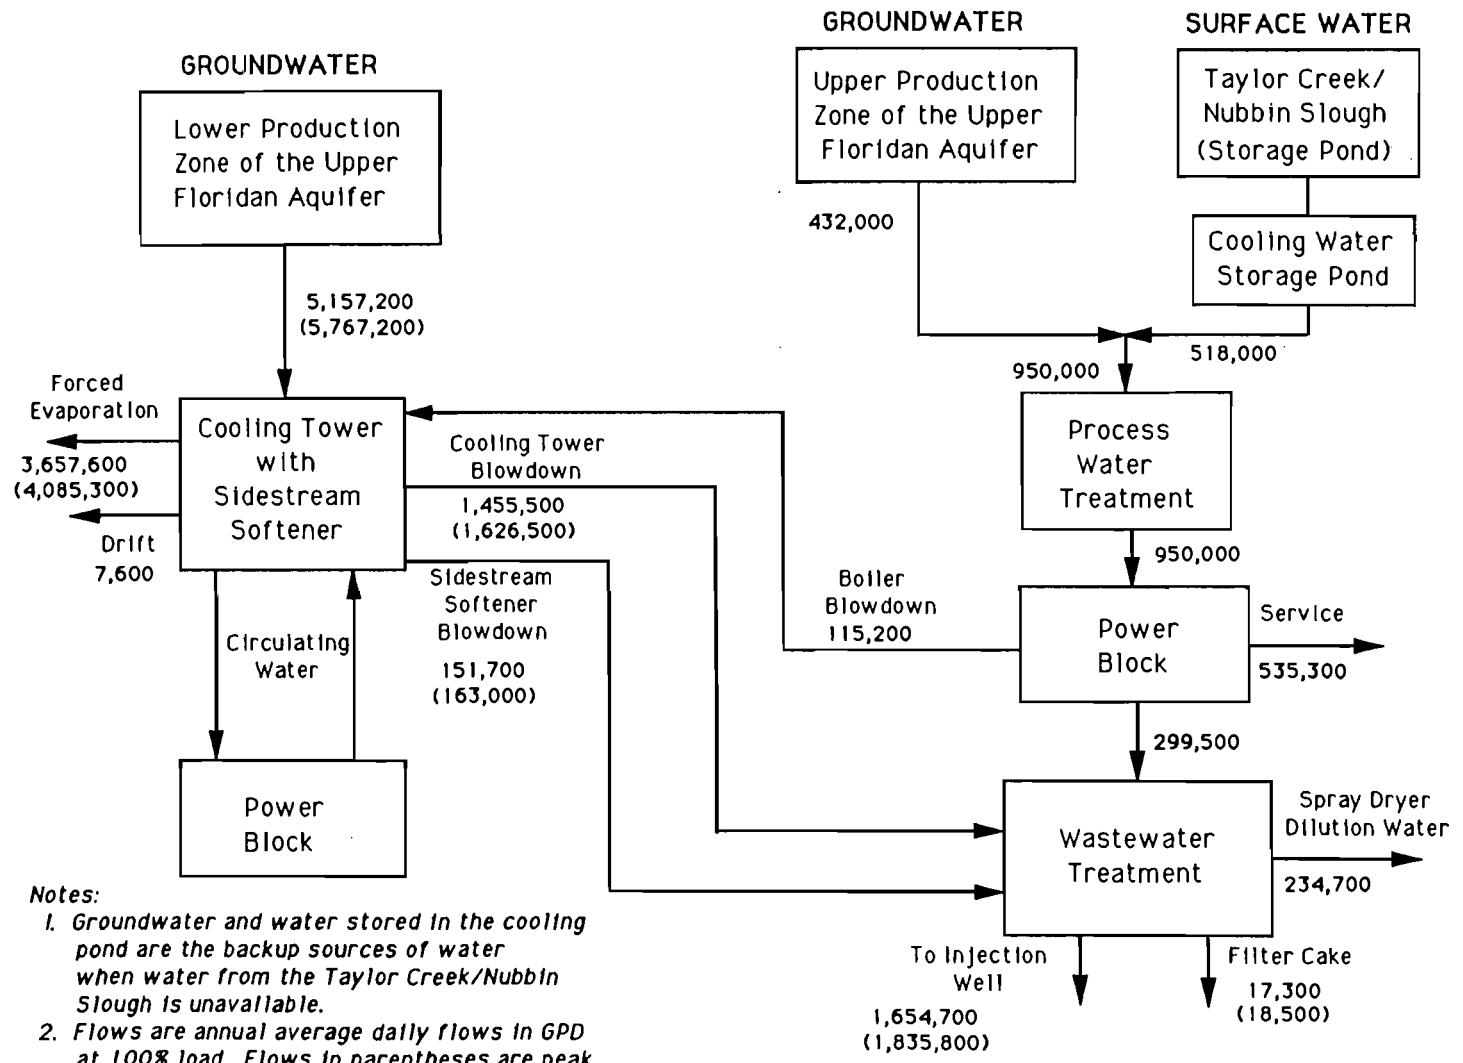 GROUNDWATER
Lower Production
Zone of the Upper
Floridan Aquifer
5,157,200
(5,767,200)
GROUNDWATER
Upper Production
Zone of the Upper
Floridan Aquifer
432,000
SURFACE WATER
Taylor Creek/
Nubbin Slough
(Storage Pond)
Cooling Water
Storage Pond
518,000
950,000
Process
Water
Treatment
950,000
Forced
Evaporation
3,657,600
(4,085,300)
Drift
7,600
Cooling Tower
with
Sidestream
Softener
Cooling Tower
Blowdown
1,455,500
(1,626,500)
Sidestream
Softener
Blowdown
151,700
(163,000)
Circulating
Water
Power
Block
Boiler
Blowdown
115,200
Power
Block
Service
535,300
299,500
Wastewater
Treatment
Spray Dryer
Dilution Water
234,700
To Injection
Well
1,654,700
(1,835,800)
Filter Cake
17,300
(18,500)
Notes:
1. Groundwater and water stored in the cooling
pond are the backup sources of water
when water from the Taylor Creek/Nubbin
Slough is unavailable.
2. Flows are annual average daily flows in GPD
at 100% load. Flows in parentheses are peak